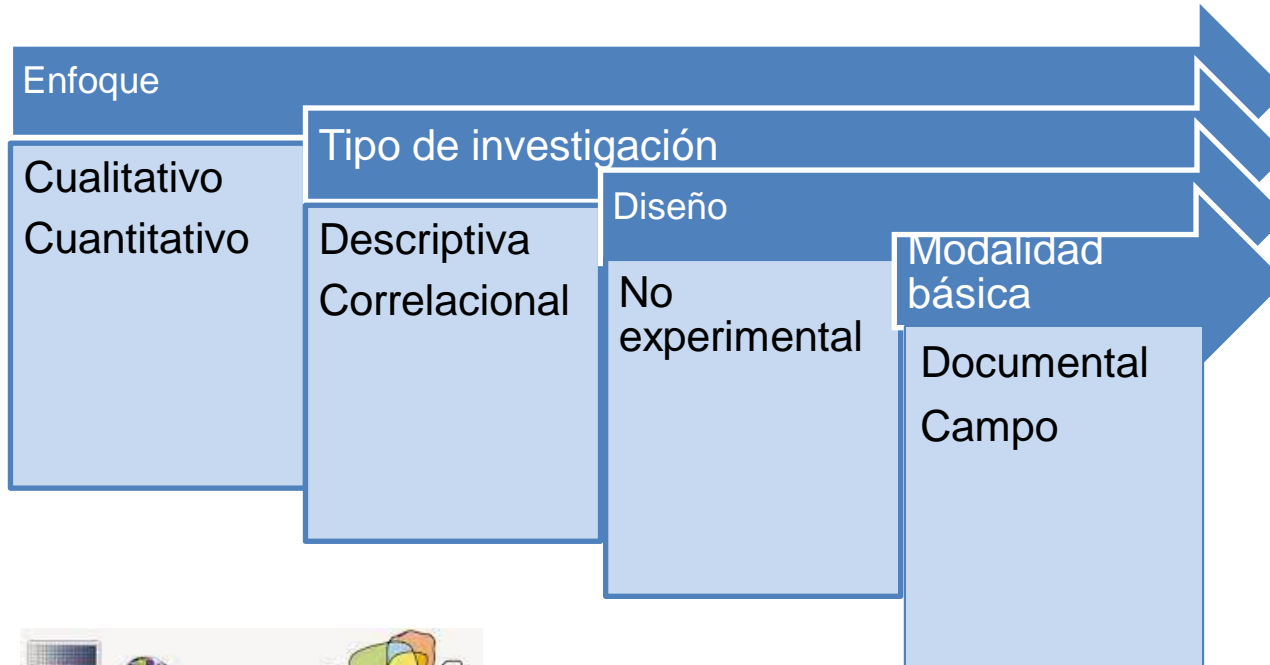 Enfoque
Cualitativo
Cuantitativo
Tipo de investigación
Descriptiva
Correlacional
Diseño
No
experimental
Modalidad
básica
Documental
Campo